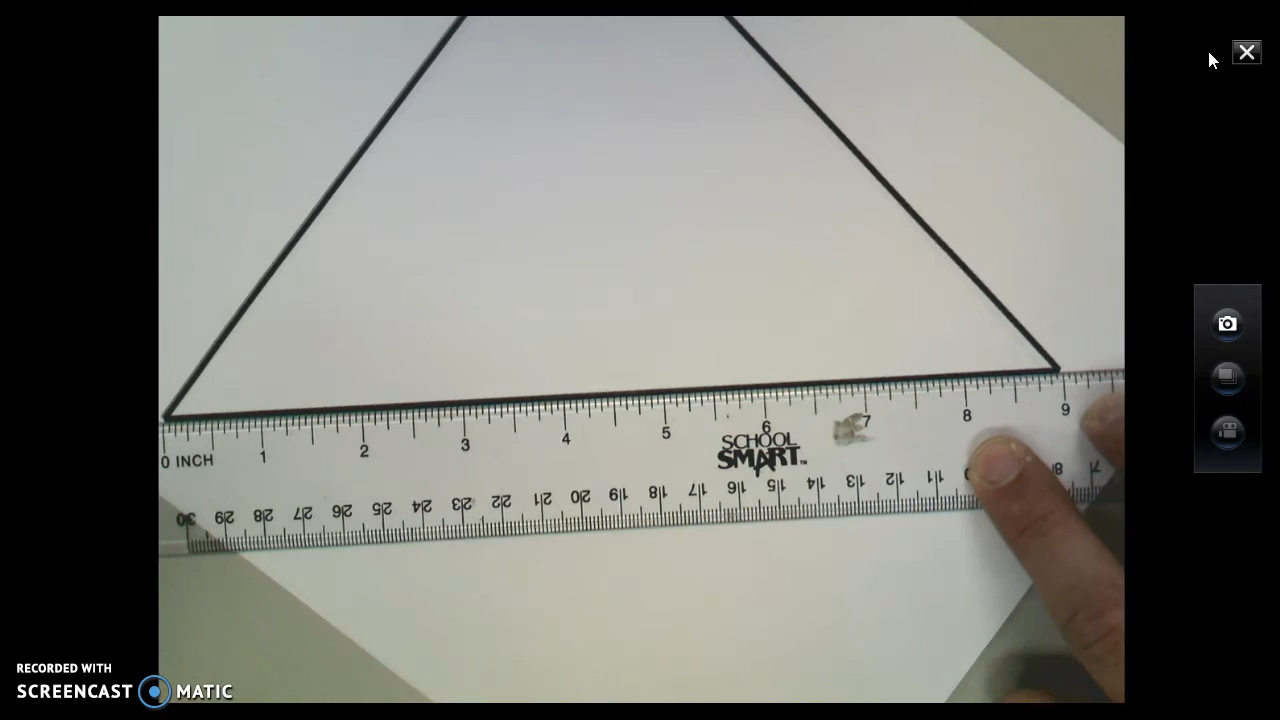 0 INCH 1 2 3 4 5 6 7 8 9
SCHOOL
SMART™
30 29 28 27 26 25 24 23 22 21 20 19 18 17 16 15 14 13 12 11 8 7
RECORDED WITH
SCREENCAST MATIC